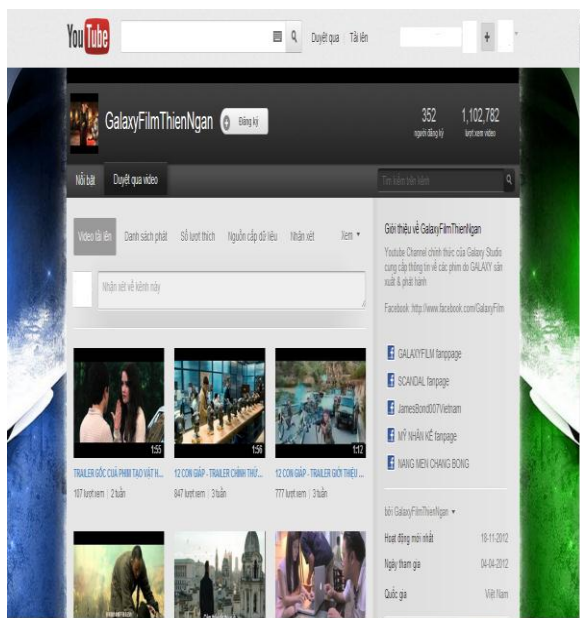 YouTube
Duyệt qua | Tải lên
+
GalaxyFilmThienNgan
Đăng ký
352
người đăng ký
1,102,782
lượt xem video
Nổi bật
Duyệt qua video
Tìm kiếm trên kênh
Video tải lên
Danh sách phát
Số lượt thích
Nguồn cấp dữ liệu
Nhận xét
Xem
Nhận xét về kênh này
1:55
TRAILER GỐC CUẢ PHIM TẠO VẬT H...
107 lượt xem | 2 tuần
1:56
12 CON GIÁP - TRAILER CHÍNH THỨ...
847 lượt xem | 3 tuần
1:12
12 CON GIÁP - TRAILER GIỚI THIỆU ...
777 lượt xem | 3 tuần
Giới thiệu về GalaxyFilmThienNgan
Youtube Channel chính thức của Galaxy Studio
cung cấp thông tin về các phim do GALAXY sản
xuất & phát hành
Facebook :http://www.facebook.com/GalaxyFilm
GALAXYFILM fanppage
SCANDAL fanpage
JamesBond007Vietnam
MỸ NHÂN KẾ fanpage
NANG MEN CHANG BONG
bởi GalaxyFilmThienNgan
Hoạt động mới nhất 18-11-2012
Ngày tham gia 04-04-2012
Quốc gia Việt Nam